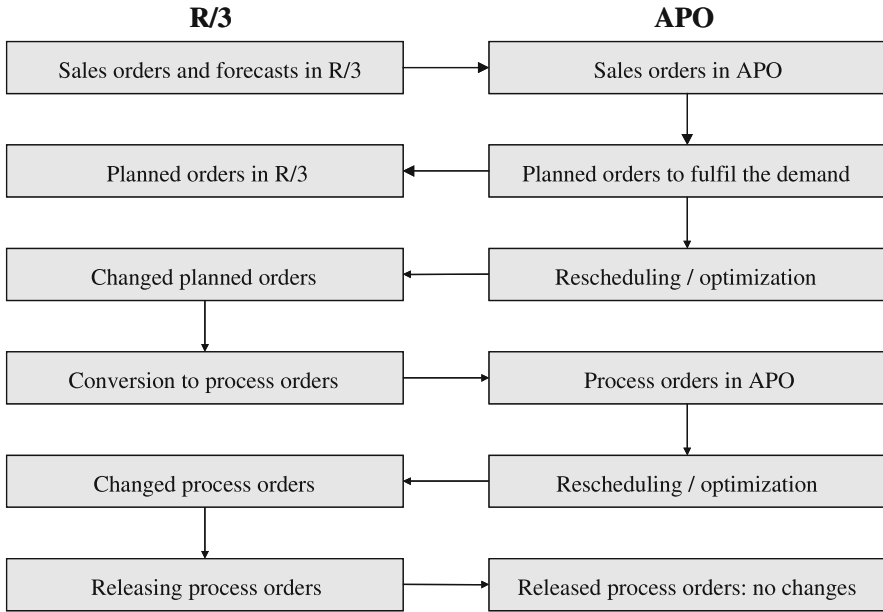 R/3
APO
Sales orders and forecasts in R/3
Sales orders in APO
Planned orders in R/3
Planned orders to fulfil the demand
Changed planned orders
Rescheduling / optimization
Conversion to process orders
Process orders in APO
Changed process orders
Rescheduling / optimization
Releasing process orders
Released process orders: no changes